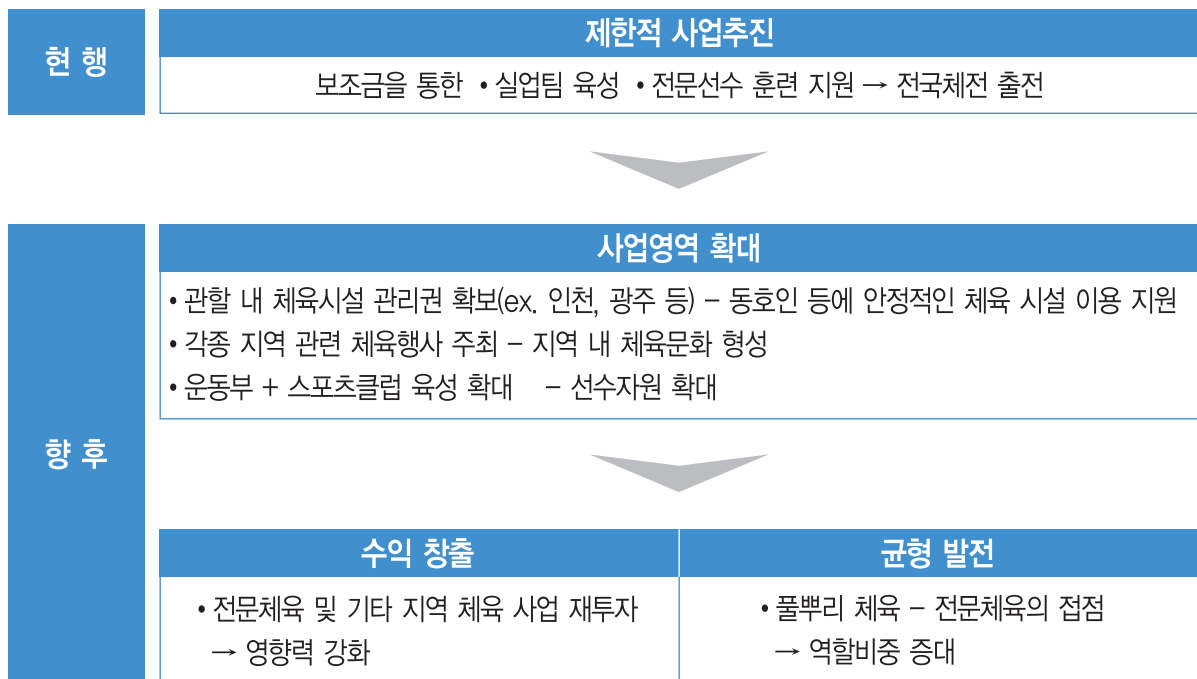 현 행
제한적 사업추진
보조금을 통한 • 실업팀 육성 • 전문선수 훈련 지원 → 전국체전 출전
향 후
사업영역 확대
• 관할 내 체육시설 관리권 확보(ex. 인천, 광주 등) – 동호인 등에 안정적인 체육 시설 이용 지원
• 각종 지역 관련 체육행사 주최 – 지역 내 체육문화 형성
• 운동부 + 스포츠클럽 육성 확대 – 선수자원 확대
수익 창출
• 전문체육 및 기타 지역 체육 사업 재투자
→ 영향력 강화
균형 발전
• 풀뿌리 체육 – 전문체육의 접점
→ 역할비중 증대